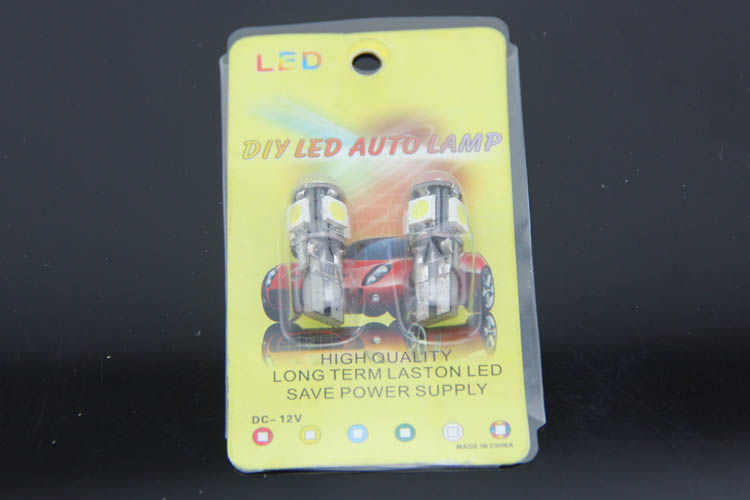 LED
DIY LED AUTO LAMP
HIGH QUALITY
LONG TERM LASTON LED
SAVE POWER SUPPLY
DC-12V
MADE IN CHINA